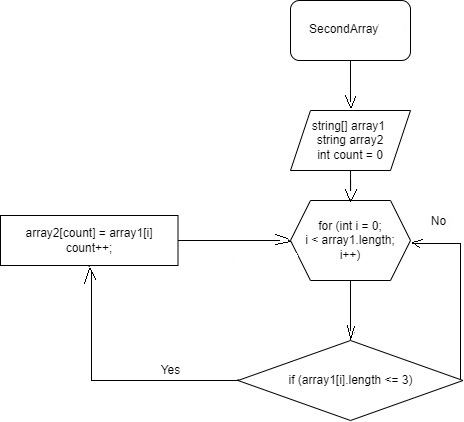 SecondArray
string[] array1
string array2
int count = 0
for (int i = 0;
i < array1.length;
i++)
No
array2[count] = array1[i]
count++;
Yes
if (array1[i].length <= 3)